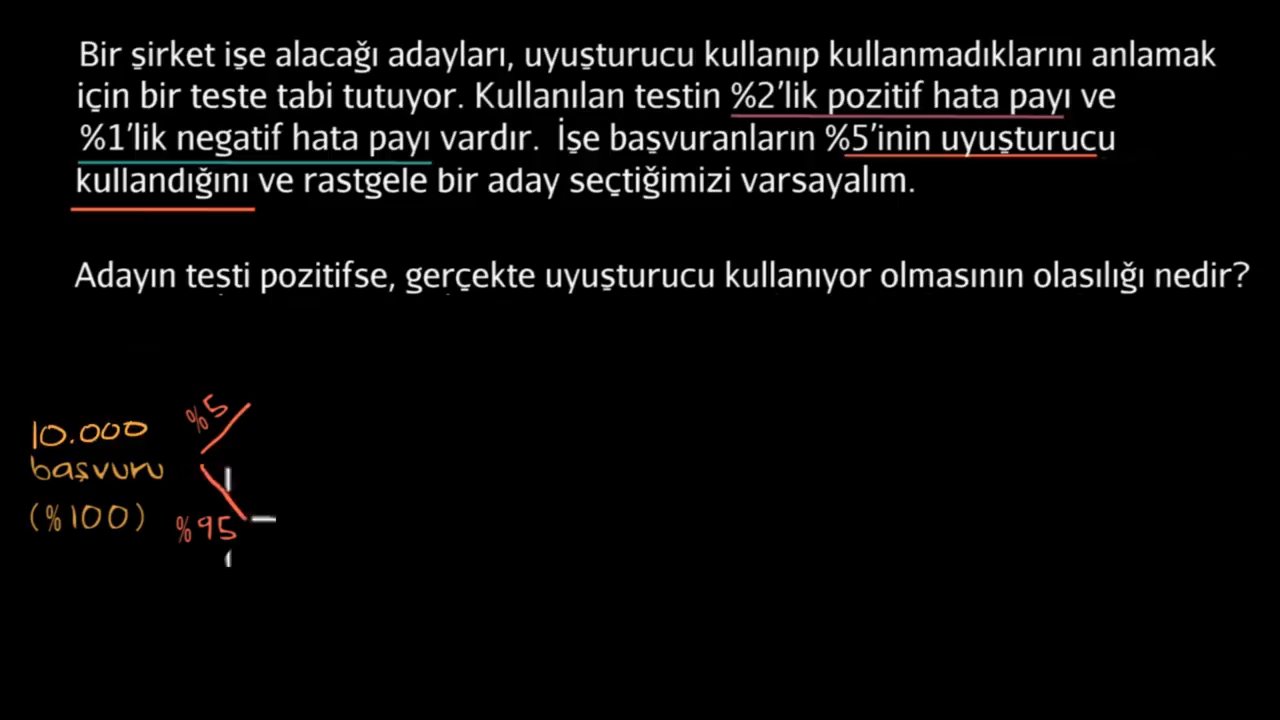 Bir şirket işe alacağı adayları, uyuşturucu kullanıp kullanmadıklarını anlamak
için bir teste tabi tutuyor. Kullanılan testin %2'lik pozitif hata payı ve
%1'lik negatif hata payı vardır. İşe başvuranların %5'inin uyuşturucu
kullandığını ve rastgele bir aday seçtiğimizi varsayalım.
Adayın testi pozitifse, gerçekte uyuşturucu kullanıyor olmasının olasılığı nedir?
%5
10.000
başvuru
(%100)
%95